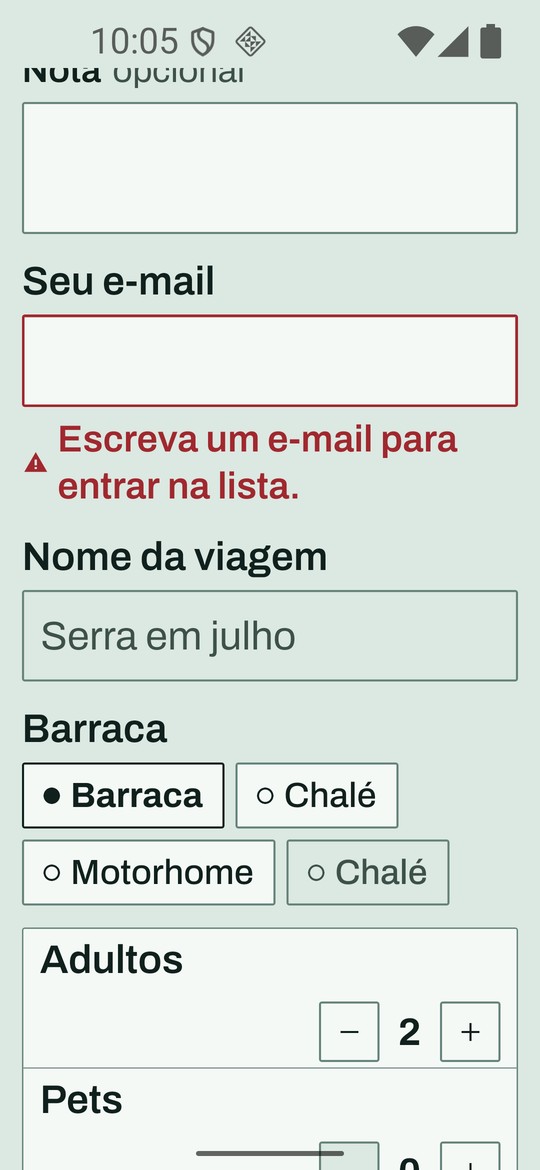 10:05
Nota opcional
Seu e-mail
Escreva um e-mail para
entrar na lista.
Nome da viagem
Serra em julho
Barraca
Barraca
Chalé
Motorhome
Chalé
Adultos
− 2 +
Pets
0 +